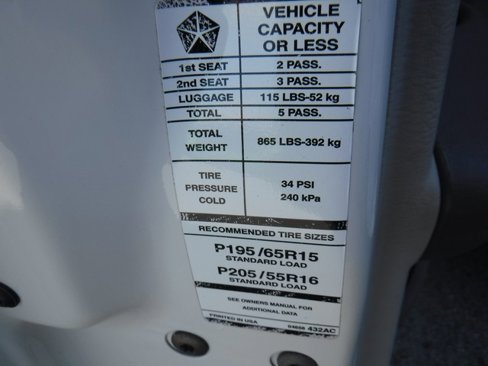 VEHICLE
CAPACITY
OR LESS
1st SEAT 2 PASS.
2nd SEAT 3 PASS.
LUGGAGE 115 LBS-52 kg
TOTAL 5 PASS.
TOTAL
WEIGHT 865 LBS-392 kg
TIRE
PRESSURE 34 PSI
COLD 240 kPa
RECOMMENDED TIRE SIZES
P195/65R15
STANDARD LOAD
P205/55R16
STANDARD LOAD
SEE OWNERS MANUAL FOR
ADDITIONAL DATA
PRINTED IN USA 432AC